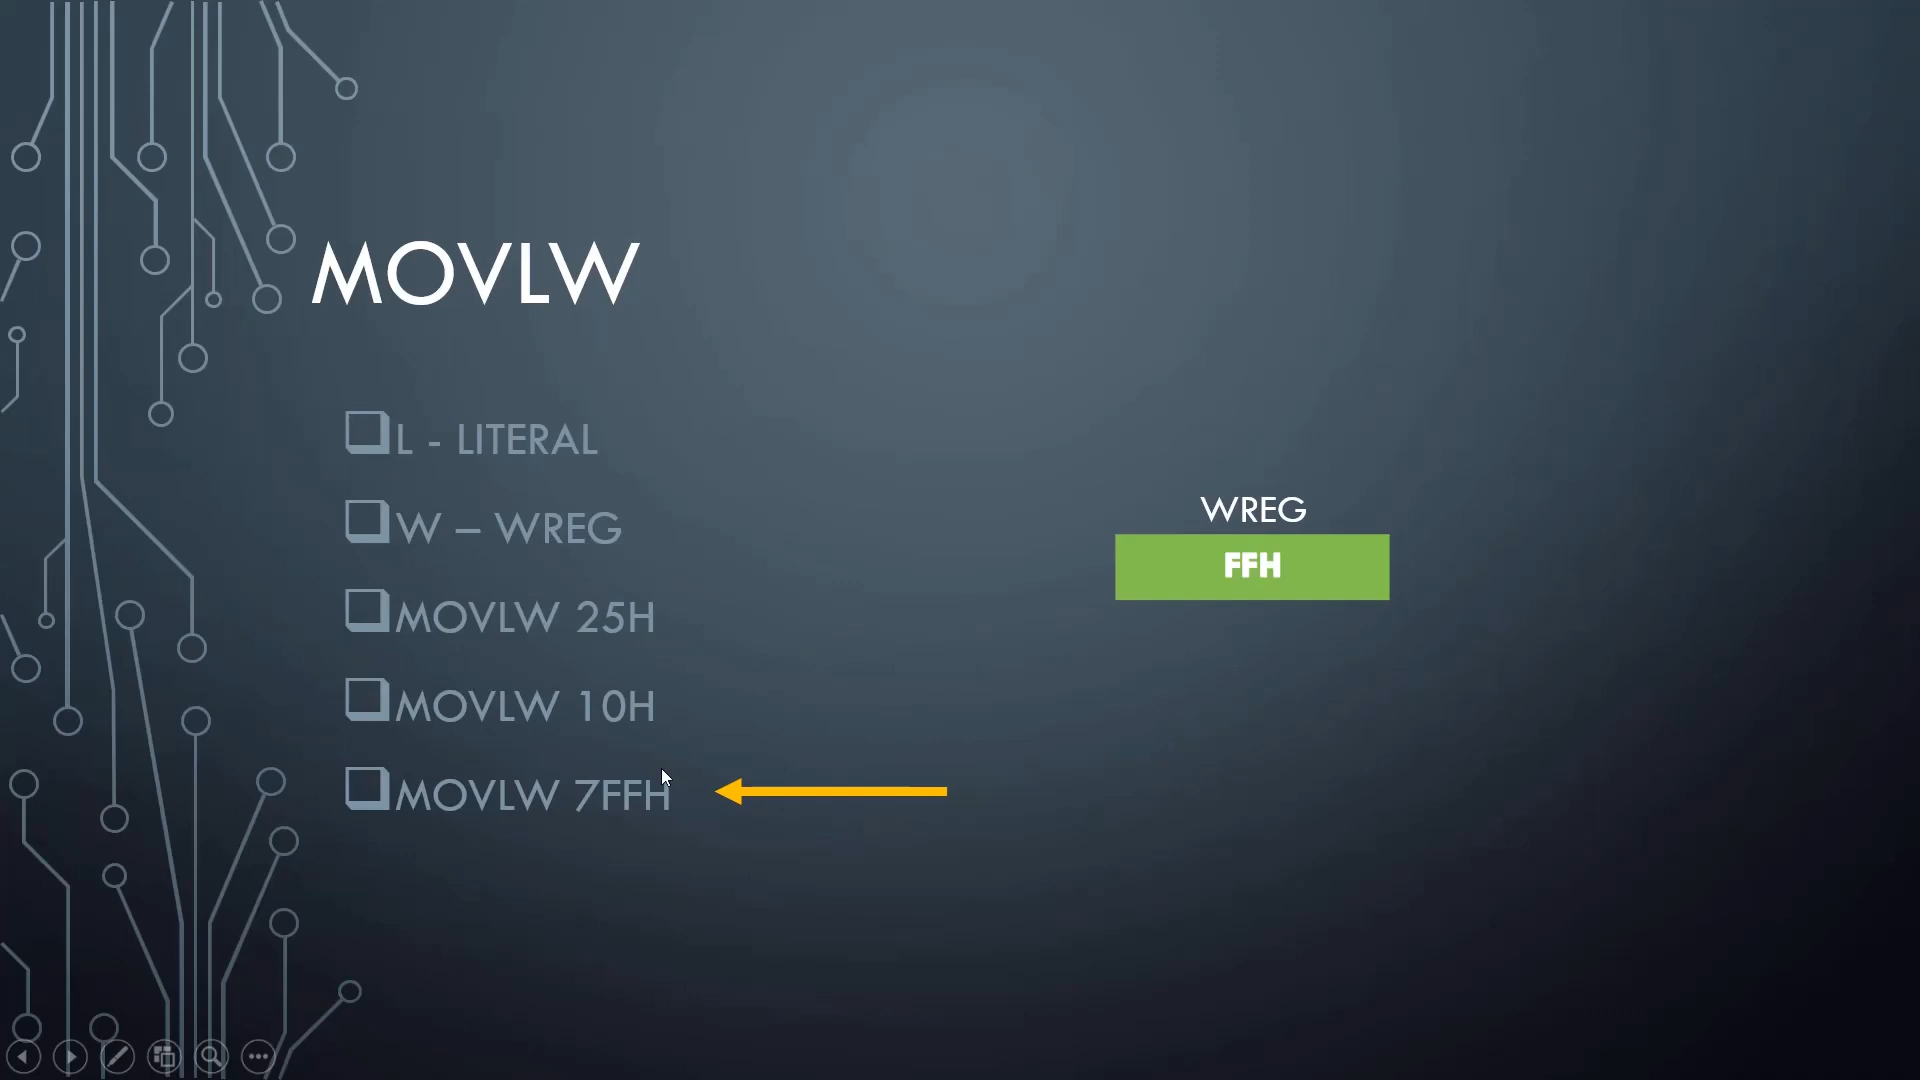 MOVLW
L - LITERAL
W – WREG
MOVLW 25H
MOVLW 10H
MOVLW 7FFH
WREG
FFH